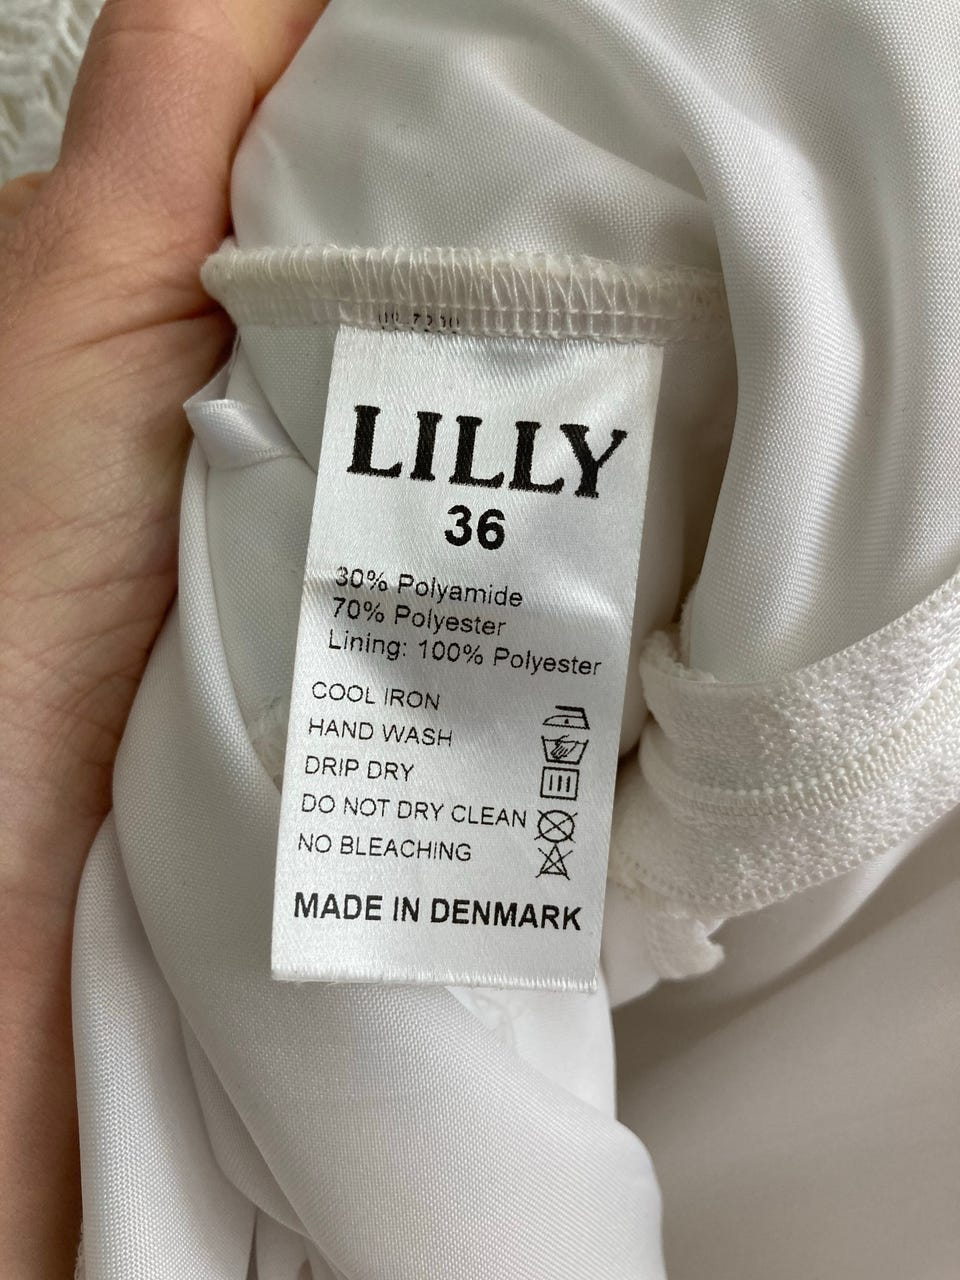 LILLY
36
30% Polyamide
70% Polyester
Lining: 100% Polyester
COOL IRON
HAND WASH
DRIP DRY
DO NOT DRY CLEAN
NO BLEACHING
MADE IN DENMARK